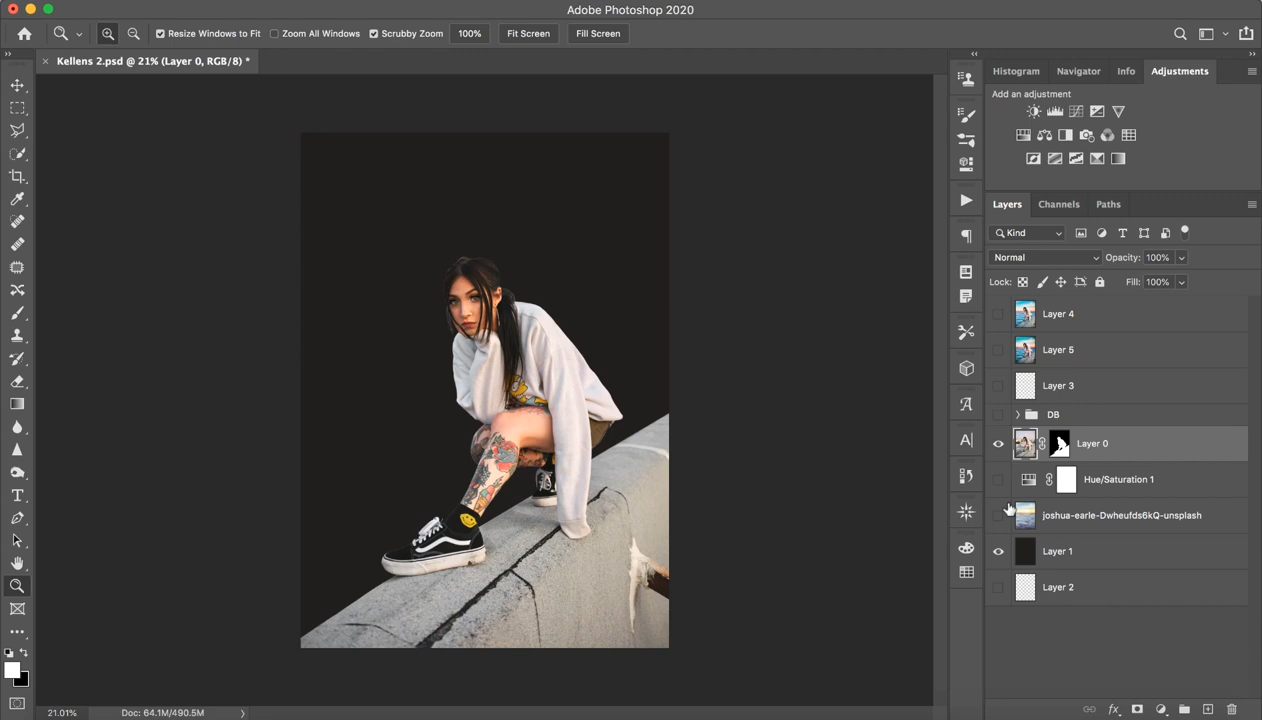 Adobe Photoshop 2020
Resize Windows to Fit Zoom All Windows Scrubby Zoom 100% Fit Screen Fill Screen
Kellens 2.psd @ 21% (Layer 0, RGB/8) *
Histogram Navigator Info Adjustments
Add an adjustment
Layers Channels Paths
Kind
Normal Opacity: 100%
Lock: Fill: 100%
Layer 4
Layer 5
Layer 3
DB
Layer 0
Hue/Saturation 1
joshua-earle-Dwheufds6kQ-unsplash
Layer 1
Layer 2
21.01% Doc: 64.1M/490.5M